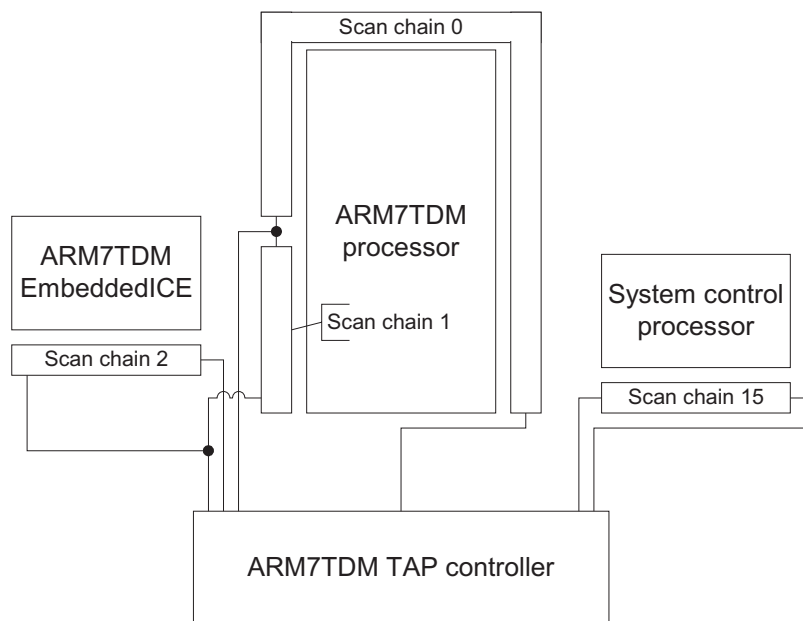 Scan chain 0
ARM7TDM
processor
ARM7TDM
EmbeddedICE
System control
processor
Scan chain 1
Scan chain 2
Scan chain 15
ARM7TDM TAP controller